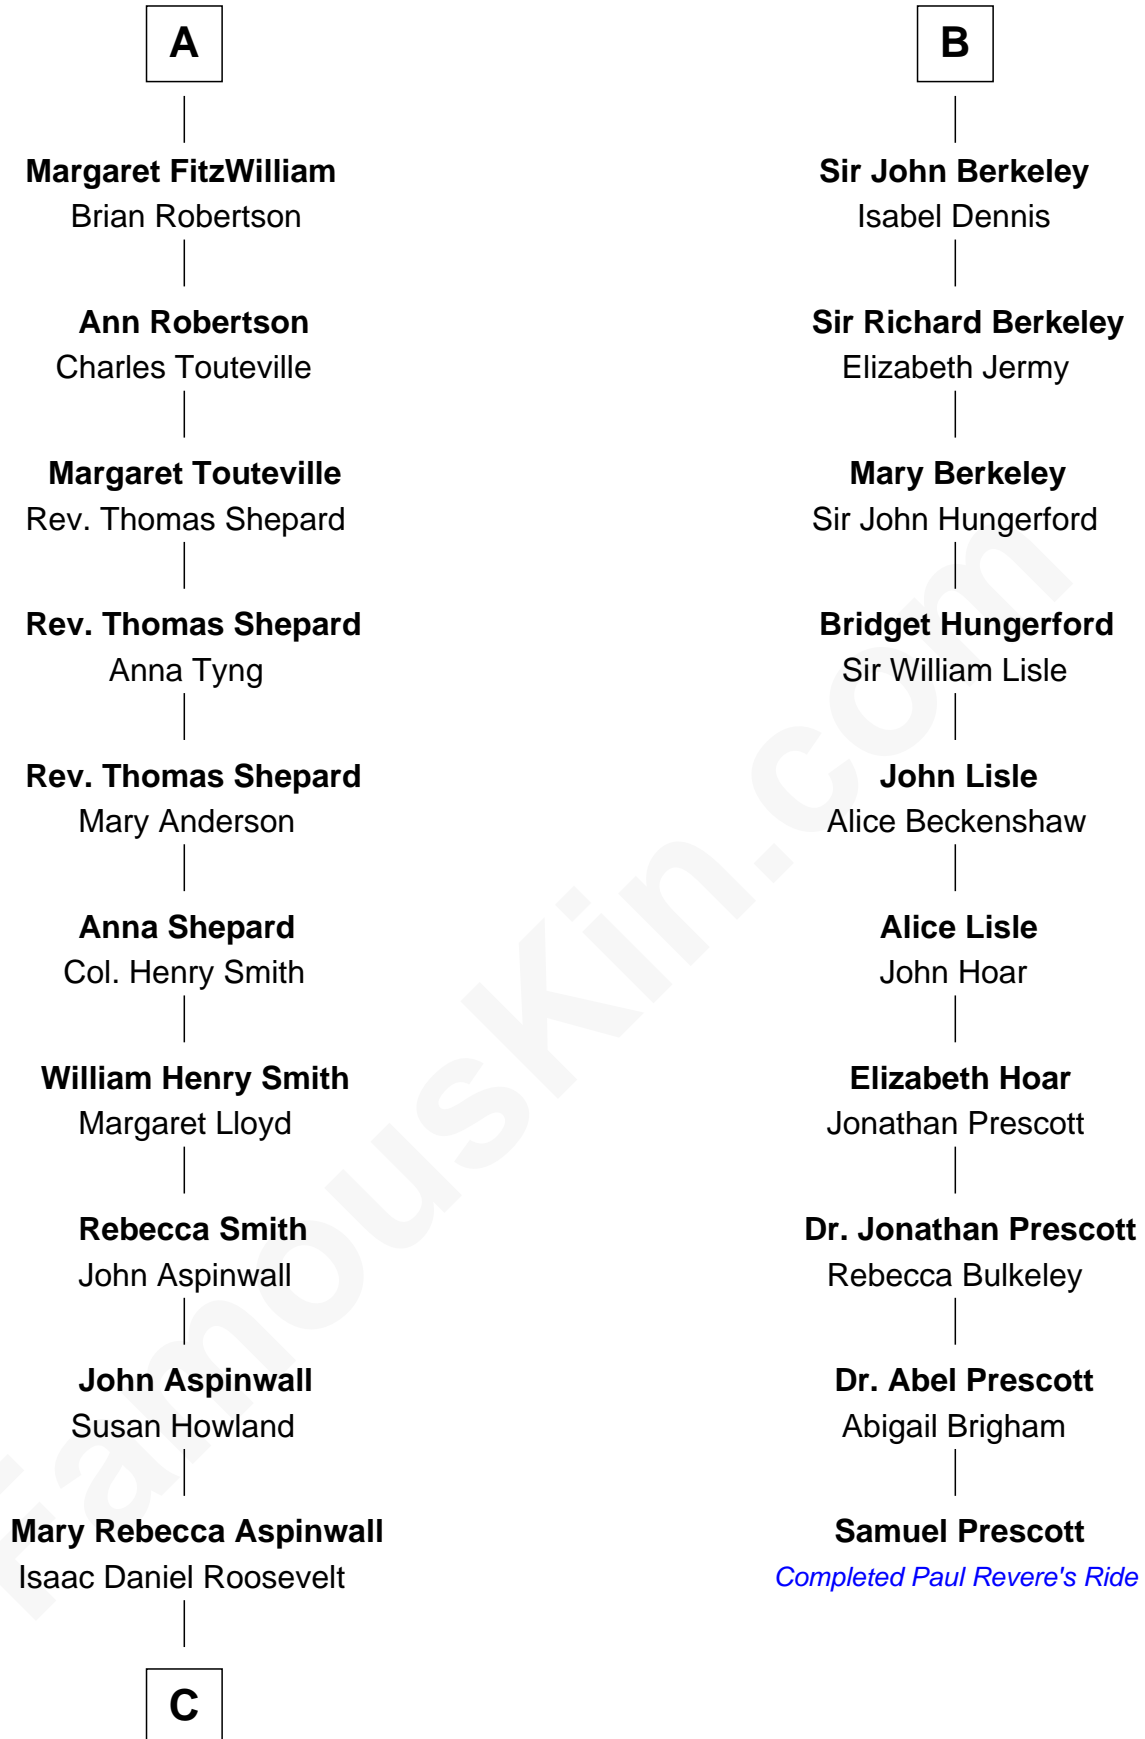 A
Margaret FitzWilliam
Brian Robertson
Ann Robertson
Charles Touteville
Margaret Touteville
Rev. Thomas Shepard
Rev. Thomas Shepard
Anna Tyng
Rev. Thomas Shepard
Mary Anderson
Anna Shepard
Col. Henry Smith
William Henry Smith
Margaret Lloyd
Rebecca Smith
John Aspinwall
John Aspinwall
Susan Howland
Mary Rebecca Aspinwall
Isaac Daniel Roosevelt
C
B
Sir John Berkeley
Isabel Dennis
Sir Richard Berkeley
Elizabeth Jermy
Mary Berkeley
Sir John Hungerford
Bridget Hungerford
Sir William Lisle
John Lisle
Alice Beckenshaw
Alice Lisle
John Hoar
Elizabeth Hoar
Jonathan Prescott
Dr. Jonathan Prescott
Rebecca Bulkeley
Dr. Abel Prescott
Abigail Brigham
Samuel Prescott
Completed Paul Revere's Ride
FamousKin.com